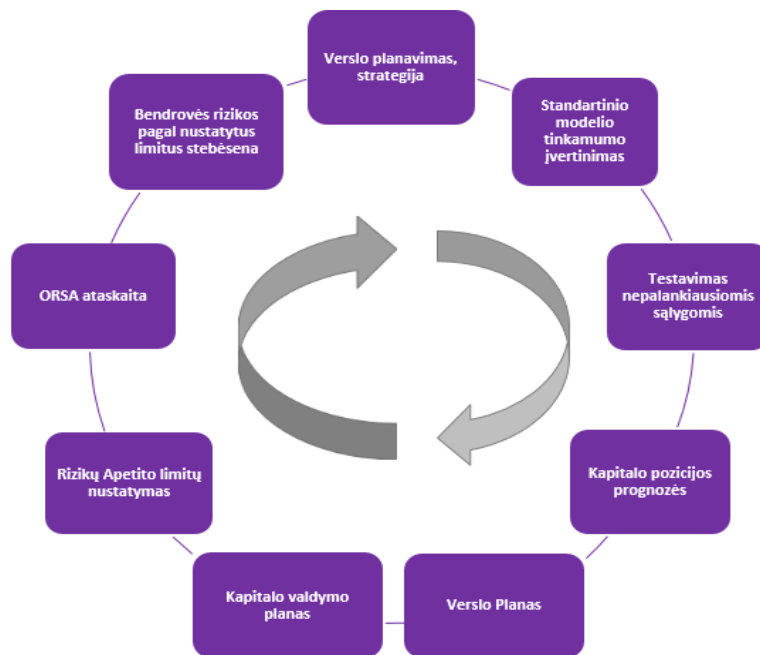 Verslo planavimas,
strategija
Standartinio
modelio
tinkamumo
įvertinimas
Testavimas
nepalankiausiomis
sąlygomis
Kapitalo pozicijos
prognozės
Verslo Planas
Kapitalo valdymo
planas
Rizikų Apetito limitų
nustatymas
ORSA ataskaita
Bendrovės rizikos
pagal nustatytus
limitus stebėsena